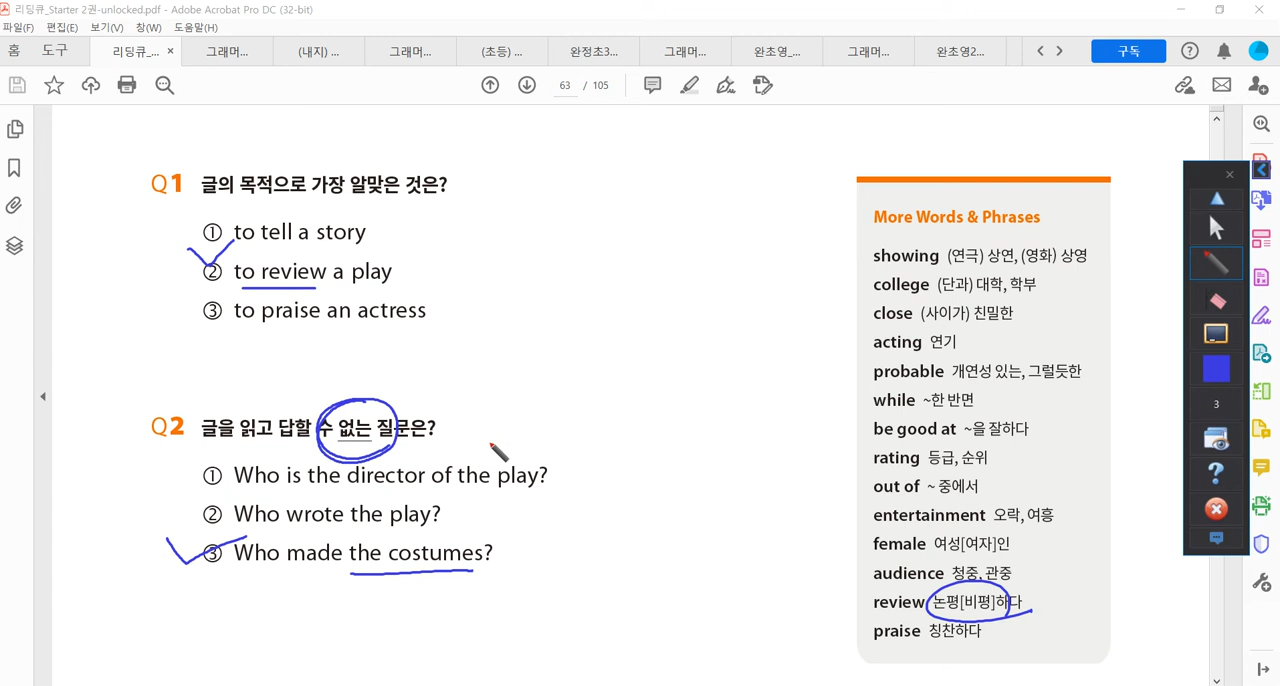 리딩큐_Starter 2권-unlocked.pdf - Adobe Acrobat Pro DC (32-bit)
파일(F) 편집(E) 보기(V) 창(W) 도움말(H)
홈 도구 리딩큐_... × 그래머... (내지) ... 그래머... (초등) ... 완정초3... 그래머... 완초영_... 그래머... 완초영2... 구독
63 / 105
Q1 글의 목적으로 가장 알맞은 것은?
① to tell a story
② to review a play
③ to praise an actress
Q2 글을 읽고 답할 수 없는 질문은?
① Who is the director of the play?
② Who wrote the play?
③ Who made the costumes?
More Words & Phrases
showing (연극) 상연, (영화) 상영
college (단과) 대학, 학부
close (사이가) 친밀한
acting 연기
probable 개연성 있는, 그럴듯한
while ~한 반면
be good at ~을 잘하다
rating 등급, 순위
out of ~ 중에서
entertainment 오락, 여흥
female 여성[여자]인
audience 청중, 관중
review 논평[비평]하다
praise 칭찬하다
3